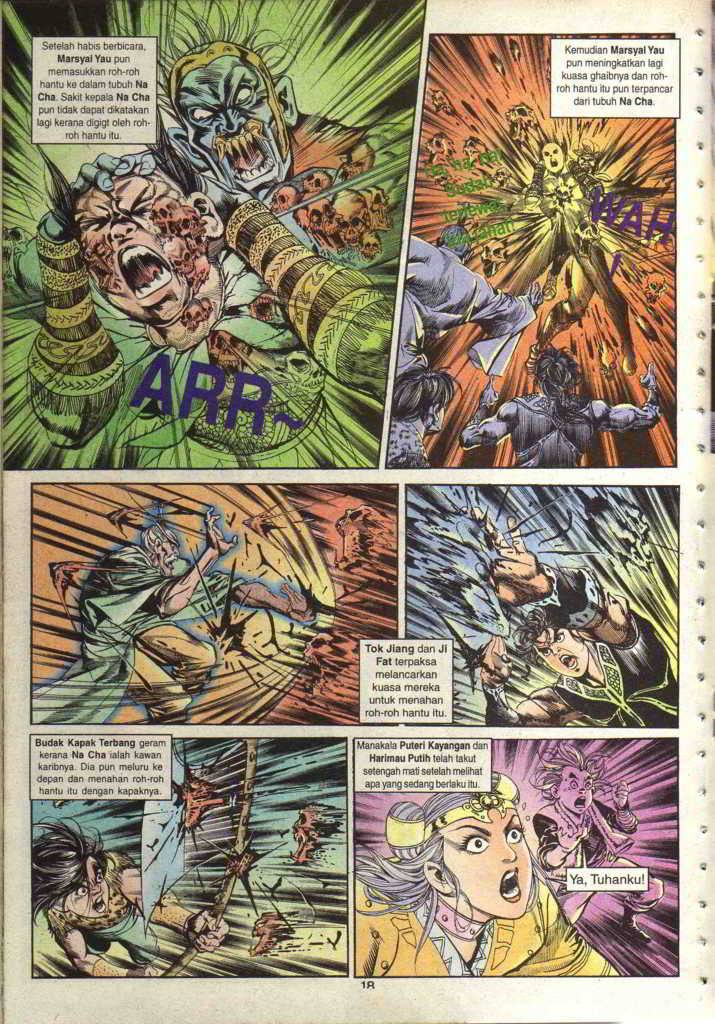 Setelah habis berbicara,
Marsyal Yau pun
memasukkan roh-roh
hantu ke dalam tubuh Na
Cha. Sakit kepala Na Cha
pun tidak dapat dikatakan
lagi kerana digigt oleh roh-
roh hantu itu.
ARR~
Kemudian Marsyal Yau
pun meningkatkan lagi
kuasa ghaibnya dan roh-
roh hantu itu pun terpancar
dari tubuh Na Cha.
WAH
!
Tok Jiang dan Ji
Fat terpaksa
melancarkan
kuasa mereka
untuk menahan
roh-roh hantu itu.
Budak Kapak Terbang geram
kerana Na Cha ialah kawan
karibnya. Dia pun meluru ke
depan dan menahan roh-roh
hantu itu dengan kapaknya.
Manakala Puteri Kayangan dan
Harimau Putih telah takut
setengah mati setelah melihat
apa yang sedang berlaku itu.
Ya, Tuhanku!
18